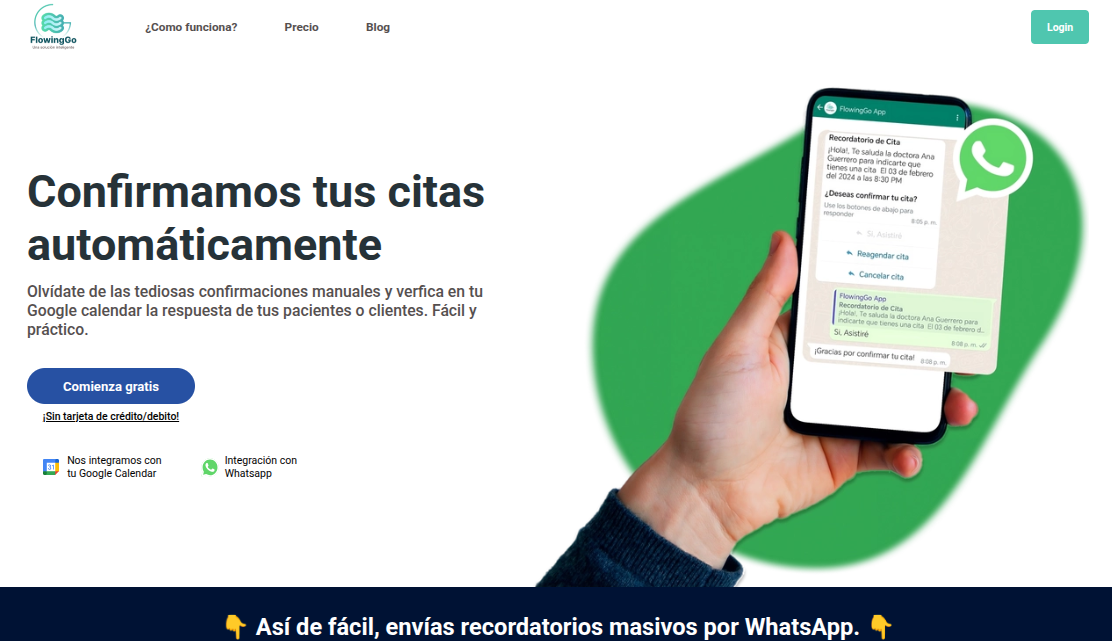 FlowingGo
Una solución inteligente
¿Como funciona?
Precio
Blog
Login
Confirmamos tus citas
automáticamente
Olvídate de las tediosas confirmaciones manuales y verfica en tu
Google calendar la respuesta de tus pacientes o clientes. Fácil y
práctico.
Comienza gratis
¡Sin tarjeta de crédito/debito!
31
Nos integramos con
tu Google Calendar
Integración con
Whatsapp
FlowingGo App
Recordatorio de Cita
¡Hola!, Te saluda la doctora Ana
Guerrero para indicarte que
tienes una cita El 03 de febrero
del 2024 a las 8:30 PM
¿Deseas confirmar tu cita?
Use los botones de abajo para
responder
8:05 p. m.
Si, Asistiré
Reagendar cita
Cancelar cita
FlowingGo App
Recordatorio de Cita
¡Hola!, Te saluda la doctora Ana Guerrero para
indicarte que tienes una cita El 03 de febrero d...
Si, Asistiré
8:08 p. m.
¡Gracias por confirmar tu cita!
8:08 p. m.
👇 Así de fácil, envías recordatorios masivos por WhatsApp. 👇